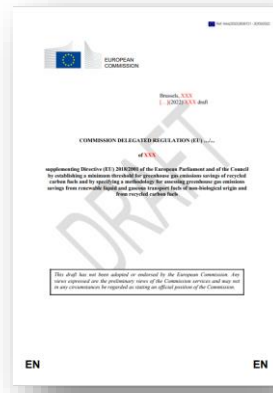 EUROPEAN
COMMISSION
Brussels, XXX
[…](2022) XXX draft
COMMISSION DELEGATED REGULATION (EU) …/...
of XXX
supplementing Directive (EU) 2018/2001 of the European Parliament and of the Council
by establishing a minimum threshold for greenhouse gas emissions savings of recycled
carbon fuels and by specifying a methodology for assessing greenhouse gas emissions
savings from renewable liquid and gaseous transport fuels of non-biological origin and
from recycled carbon fuels
DRAFT
This draft has not been adopted or endorsed by the European Commission. Any
views expressed are the preliminary views of the Commission services and may not
in any circumstances be regarded as stating an official position of the Commission.
EN EN